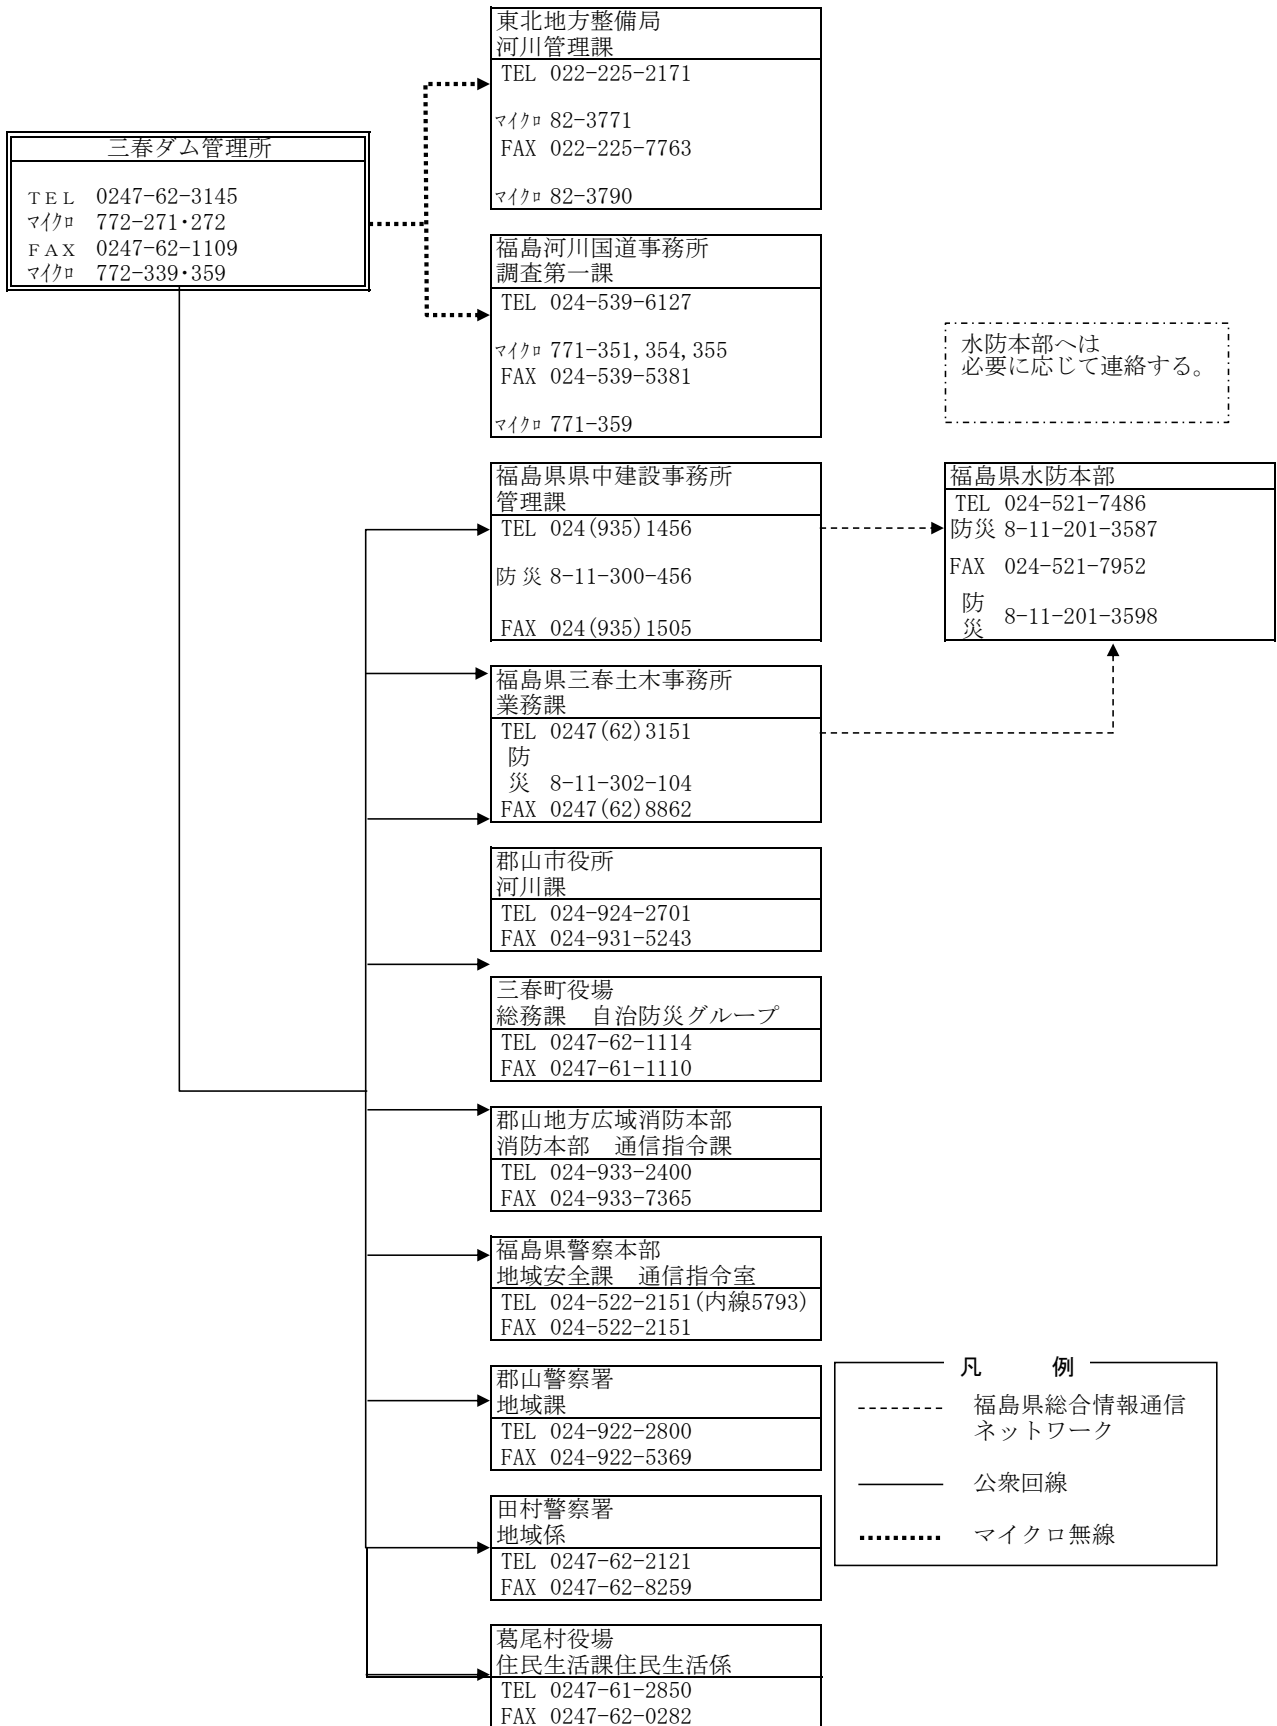 三春ダム管理所
ＴＥＬ 0247-62-3145
ﾏｲｸﾛ 772-271・272
ＦＡＸ 0247-62-1109
ﾏｲｸﾛ 772-339・359
東北地方整備局
河川管理課
TEL 022-225-2171
ﾏｲｸﾛ 82-3771
FAX 022-225-7763
ﾏｲｸﾛ 82-3790
福島河川国道事務所
調査第一課
TEL 024-539-6127
ﾏｲｸﾛ 771-351,354,355
FAX 024-539-5381
ﾏｲｸﾛ 771-359
水防本部へは
必要に応じて連絡する。
福島県県中建設事務所
管理課
TEL 024(935)1456
防災 8-11-300-456
FAX 024(935)1505
福島県水防本部
TEL 024-521-7486
防災 8-11-201-3587
FAX 024-521-7952
防
災 8-11-201-3598
福島県三春土木事務所
業務課
TEL 0247(62)3151
防
災 8-11-302-104
FAX 0247(62)8862
郡山市役所
河川課
TEL 024-924-2701
FAX 024-931-5243
三春町役場
総務課　自治防災グループ
TEL 0247-62-1114
FAX 0247-61-1110
郡山地方広域消防本部
消防本部　通信指令課
TEL 024-933-2400
FAX 024-933-7365
福島県警察本部
地域安全課　通信指令室
TEL 024-522-2151(内線5793)
FAX 024-522-2151
郡山警察署
地域課
TEL 024-922-2800
FAX 024-922-5369
田村警察署
地域係
TEL 0247-62-2121
FAX 0247-62-8259
葛尾村役場
住民生活課住民生活係
TEL 0247-61-2850
FAX 0247-62-0282
凡　例
福島県総合情報通信
ネットワーク
公衆回線
マイクロ無線